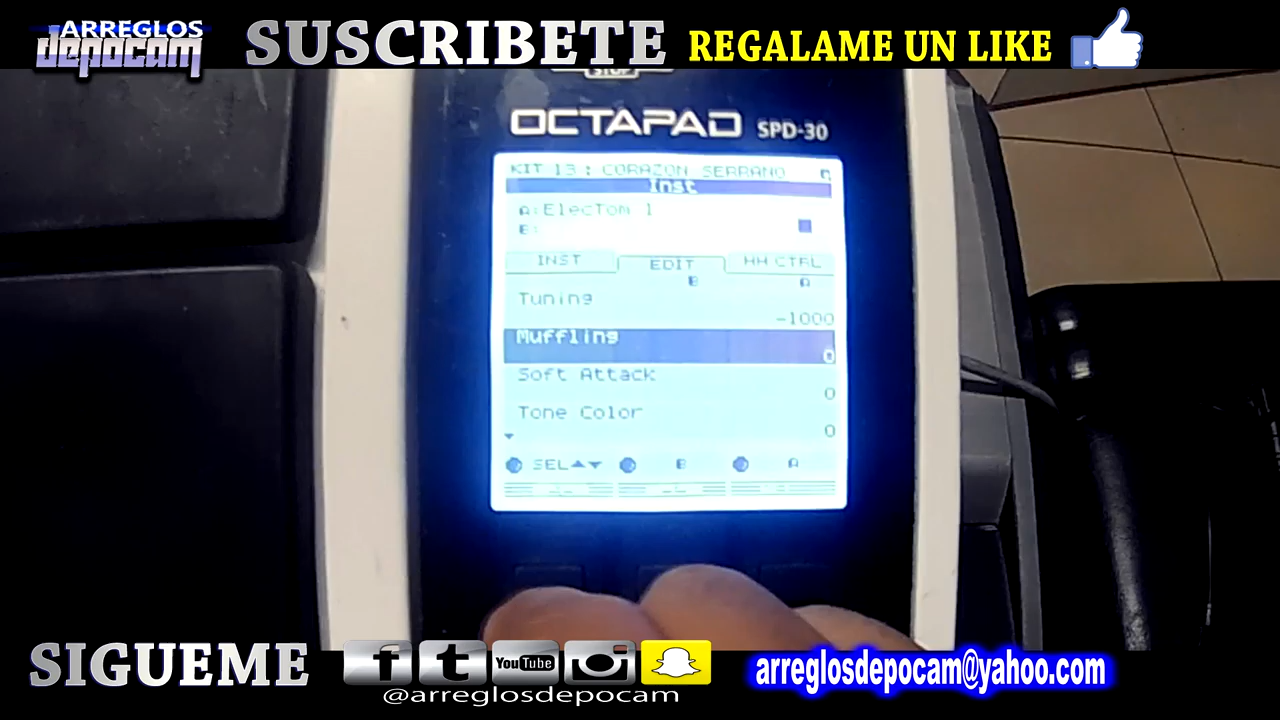 ARREGLOS
depocam
SUSCRIBETE
REGALAME UN LIKE
STOP
OCTAPAD SPD-30
KIT 13 : CORAZON SERRANO
Inst
A:ElecTom 1
B:
INST EDIT HH CTRL
B A
Tuning
-1000
Muffling
0
Soft Attack
0
Tone Color
0
SEL▲▼ B A
SIGUEME
f t YouTube
@arreglosdepocam
arreglosdepocam@yahoo.com